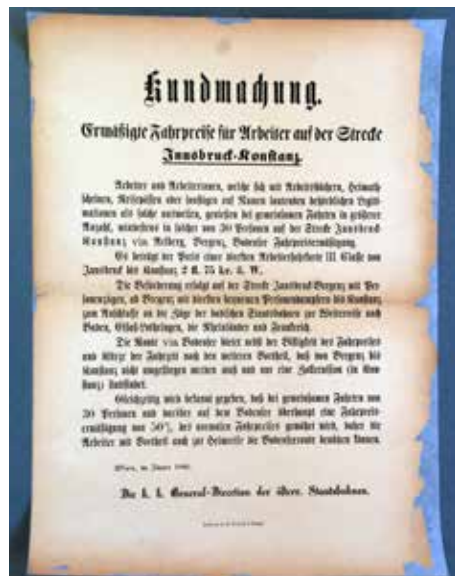 Kundmachung.
Ermäßigte Fahrpreise für Arbeiter auf der Strecke
Innsbruck-Konstanz.
Arbeiter und Arbeiterinnen, welche sich mit Arbeitsbüchern, Heimath
scheinen, Reisepässen oder sonstigen auf Namen lautenden behördlichen Legiti
mationen als solche ausweisen, genießen bei gemeinsamen Fahrten in größerer
Anzahl, mindestens in solcher von 30 Personen auf der Strecke Innsbruck
Konstanz via Arlberg, Bregenz, Bodensee Fahrpreisermäßigung.
Es beträgt der Preis einer direkten Arbeiterfahrkarte III Classe von
Innsbruck bis Konstanz 2 fl. 75 kr. ö. W.
Die Beförderung erfolgt auf der Strecke Innsbruck-Bregenz mit Per
sonenzügen, ab Bregenz mit direkten bequemen Personendampfern bis Konstanz
zum Anschlusse an die Züge der badischen Staatsbahnen zur Weiterreise nach
Baden, Elsaß-Lothringen, die Rheinländer und Frankreich.
Die Route via Bodensee bietet nebst der Billigkeit des Fahrpreises
und Kürze der Fahrzeit noch den weiteren Vortheil, daß von Bregenz bis
Konstanz nicht umgestiegen werden muß und nur eine Zollrevision (in Kon
stanz) stattfindet.
Gleichzeitig wird bekannt gegeben, daß bei gemeinsamen Fahrten von
30 Personen und darüber auf dem Bodensee überhaupt eine Fahrpreis
ermäßigung von 50% des normalen Fahrpreises gewährt wird, daher die
Arbeiter mit Vortheil auch zur Heimreise die Bodenseeroute benützen können.
Wien, im Jänner
Die k. k. General-Direction der österr. Staatsbahnen.